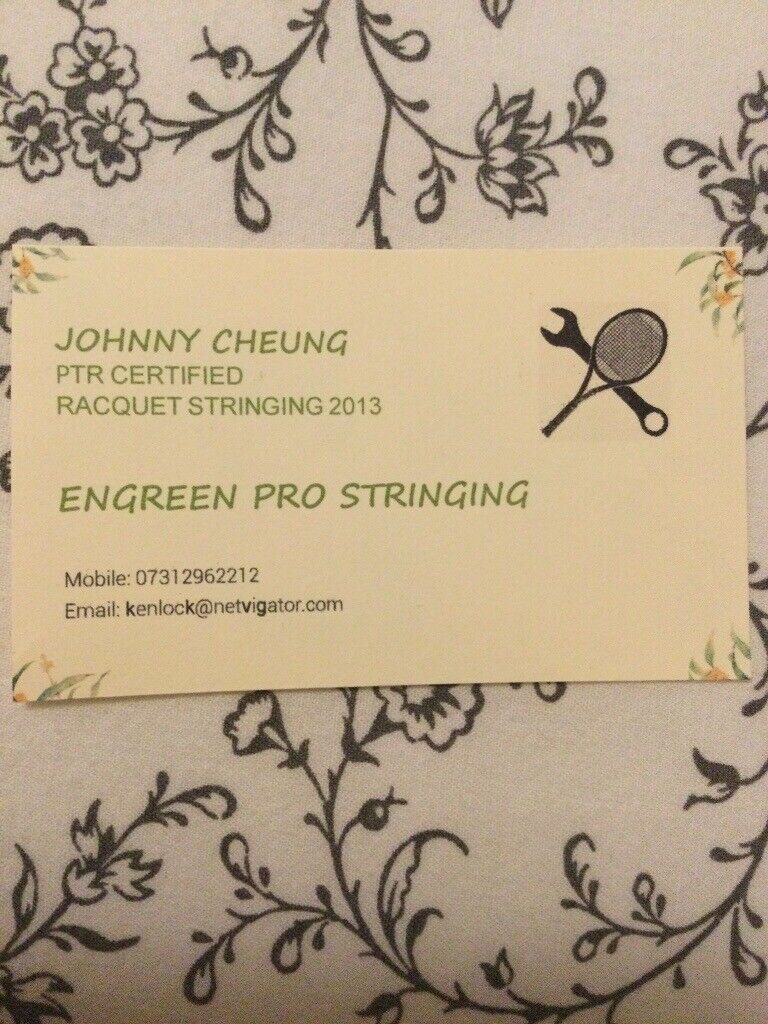 JOHNNY CHEUNG
PTR CERTIFIED
RACQUET STRINGING 2013
ENGREEN PRO STRINGING
Mobile: 07312962212
Email: kenlock@netvigator.com